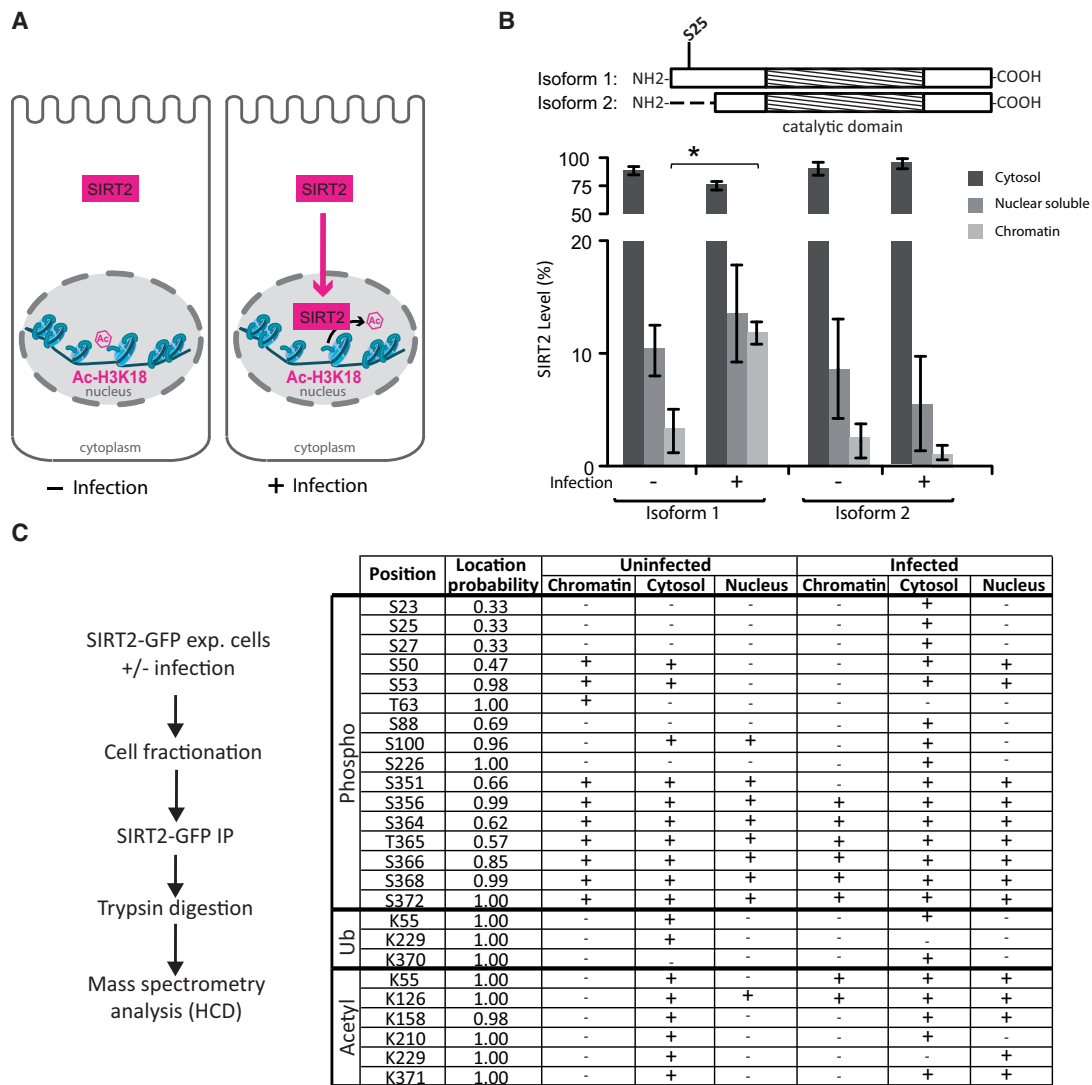 A
SIRT2
Ac
Ac-H3K18
nucleus
cytoplasm
− Infection
SIRT2
SIRT2
Ac
Ac-H3K18
nucleus
cytoplasm
+ Infection
B
S25
Isoform 1: NH2- -COOH
Isoform 2: NH2- -COOH
catalytic domain
SIRT2 Level (%)
100
75
50
20
10
0
*
Cytosol
Nuclear soluble
Chromatin
Infection - + - +
Isoform 1 Isoform 2
C
SIRT2-GFP exp. cells
+/- infection
Cell fractionation
SIRT2-GFP IP
Trypsin digestion
Mass spectrometry
analysis (HCD)
Position Location probability Uninfected Infected
Chromatin Cytosol Nucleus Chromatin Cytosol Nucleus
Phospho
S23 0.33 - - - - + -
S25 0.33 - - - - + -
S27 0.33 - - - - + -
S50 0.47 + + - - + +
S53 0.98 + + - - + +
T63 1.00 + - - - - -
S88 0.69 - - - - + -
S100 0.96 - + + - + -
S226 1.00 - - - - + -
S351 0.66 + + + - + +
S356 0.99 + + + + + +
S364 0.62 + + + + + +
T365 0.57 + + + + + +
S366 0.85 + + + + + +
S368 0.99 + + + + + +
S372 1.00 + + + + + +
Ub
K55 1.00 - + - - + -
K229 1.00 - + - - - -
K370 1.00 - - - - + -
Acetyl
K55 1.00 - + - + + +
K126 1.00 - + + + + +
K158 0.98 - + - - + +
K210 1.00 - + - - + -
K229 1.00 - + - - - +
K371 1.00 - + - - + +